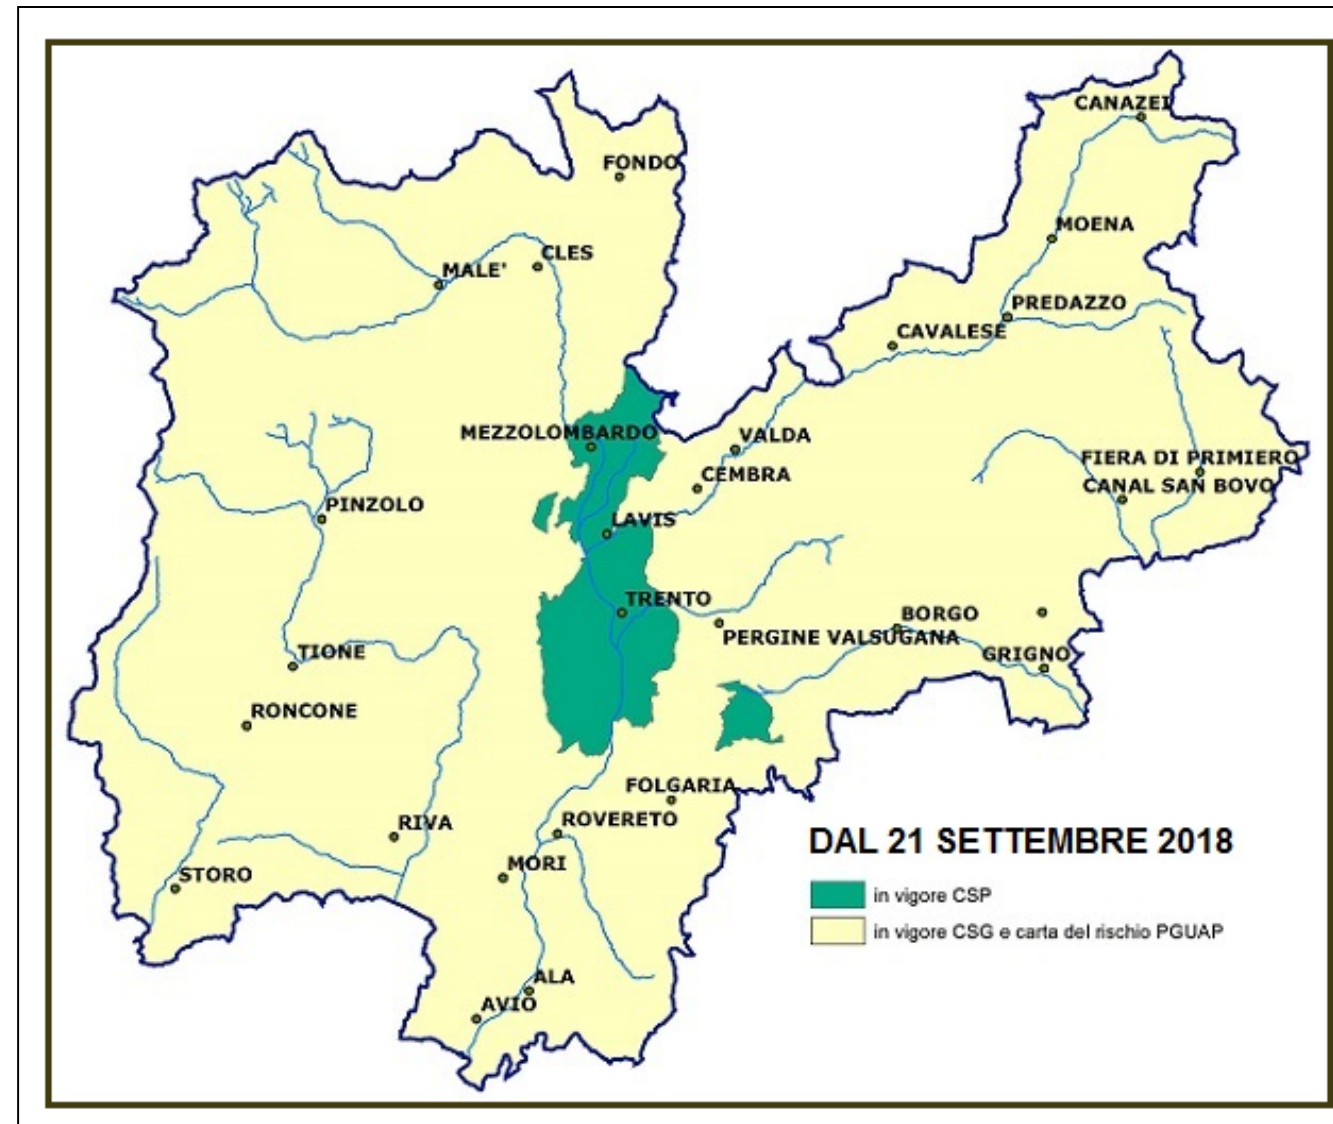 CANAZEI
FONDO
MOENA
CLES
MALE'
PREDAZZO
CAVALESE
MEZZOLOMBARDO
VALDA
FIERA DI PRIMIERO
CEMBRA
CANAL SAN BOVO
PINZOLO
LAVIS
TRENTO
BORGO
PERGINE VALSUGANA
TIONE
GRIGNO
RONCONE
FOLGARIA
RIVA
ROVERETO
DAL 21 SETTEMBRE 2018
MORI
STORO
in vigore CSP
in vigore CSG e carta del rischio PGUAP
ALA
AVIO